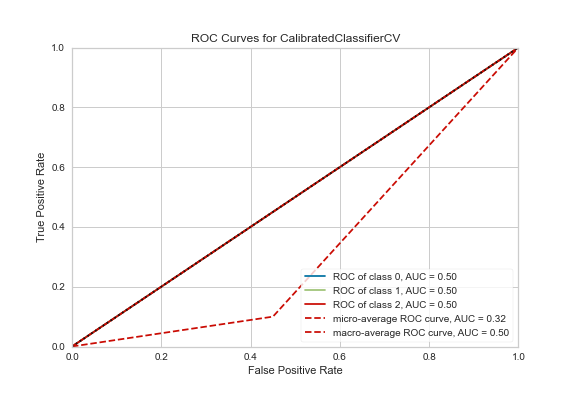 ROC Curves for CalibratedClassifierCV
True Positive Rate
1.0
0.8
0.6
0.4
0.2
0.0
ROC of class 0, AUC = 0.50
ROC of class 1, AUC = 0.50
ROC of class 2, AUC = 0.50
micro-average ROC curve, AUC = 0.32
macro-average ROC curve, AUC = 0.50
0.0 0.2 0.4 0.6 0.8 1.0
False Positive Rate